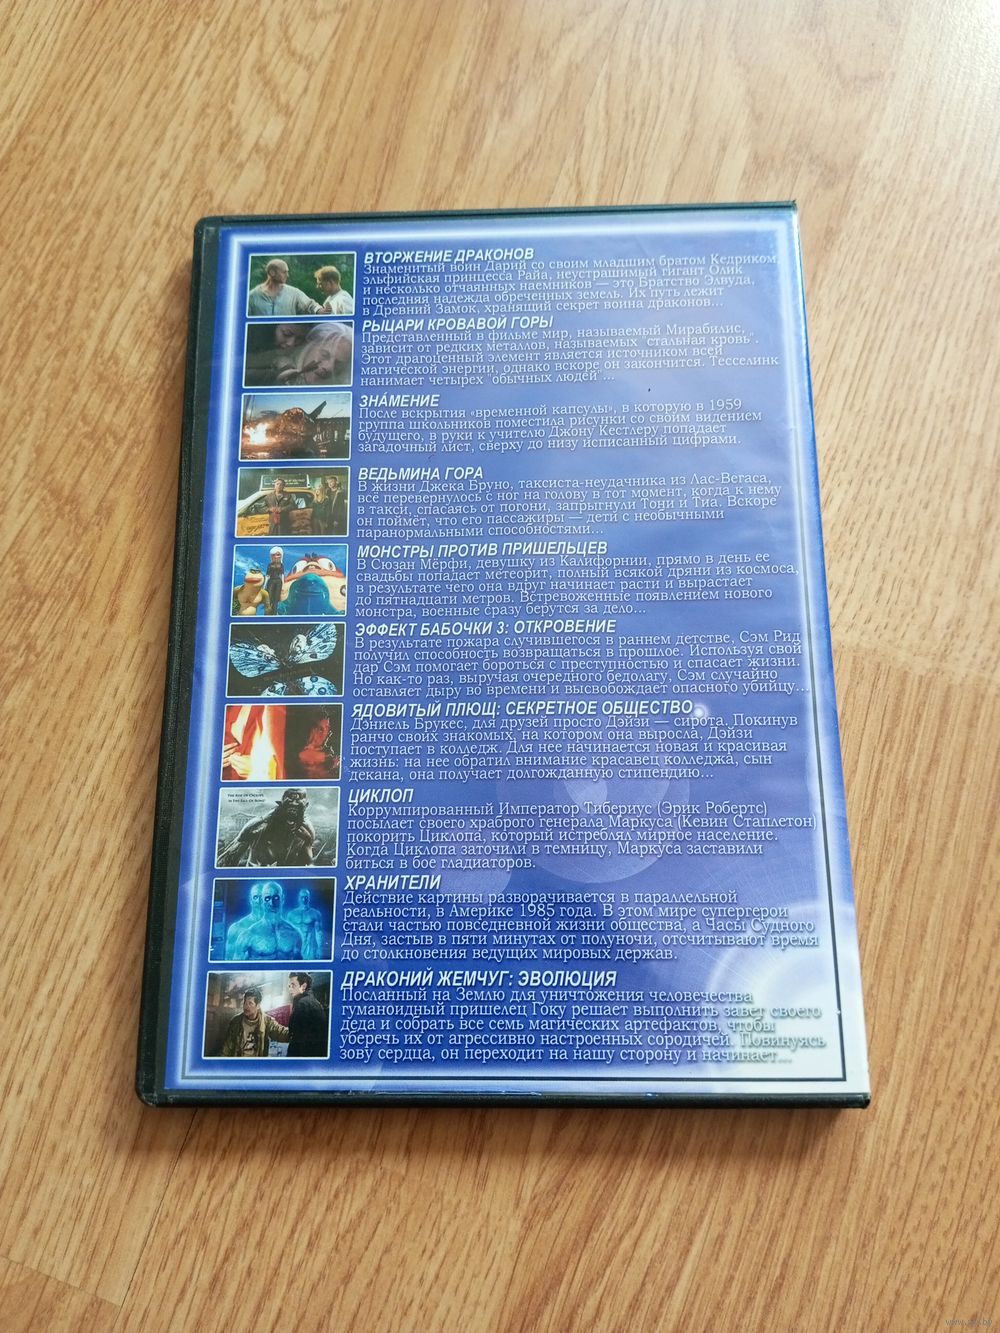 ВТОРЖЕНИЕ ДРАКОНОВ
Знаменитый воин Дарий со своим младшим братом Кедриком,
эльфийская принцесса Райа, неустрашимый гигант Олик
и несколько отчаянных наемников — это Братство Элвуда,
последняя надежда обреченных земель. Их путь лежит
в Древний Замок, хранящий секрет воина драконов...
РЫЦАРИ КРОВАВОЙ ГОРЫ
Представленный в фильме мир, называемый Мирабилис,
зависит от редких металлов, называемых "стальная кровь".
Этот драгоценный элемент является источником всей
магической энергии, однако вскоре он закончится. Тесселинк
нанимает четырех "обычных людей"...
ЗНАМЕНИЕ
После вскрытия «временной капсулы», в которую в 1959
группа школьников поместила рисунки со своим видением
будущего, в руки к учителю Джону Кестлеру попадает
загадочный лист, сверху до низу исписанный цифрами.
ВЕДЬМИНА ГОРА
В жизни Джека Бруно, таксиста-неудачника из Лас-Вегаса,
всё перевернулось с ног на голову в тот момент, когда к нему
в такси, спасаясь от погони, запрыгнули Тони и Тиа. Вскоре
он поймёт, что его пассажиры — дети с необычными
паранормальными способностями...
МОНСТРЫ ПРОТИВ ПРИШЕЛЬЦЕВ
В Сюзан Мёрфи, девушку из Калифорнии, прямо в день ее
свадьбы попадает метеорит, полный всякой дряни из космоса,
в результате чего она вдруг начинает расти и вырастает
до пятнадцати метров. Встревоженные появлением нового
монстра, военные сразу берутся за дело...
ЭФФЕКТ БАБОЧКИ 3: ОТКРОВЕНИЕ
В результате пожара случившегося в раннем детстве, Сэм Рид
получил способность возвращаться в прошлое. Используя свой
дар Сэм помогает бороться с преступностью и спасает жизни.
Но как-то раз, выручая очередного бедолагу, Сэм случайно
оставляет дыру во времени и высвобождает опасного убийцу...
ЯДОВИТЫЙ ПЛЮЩ: СЕКРЕТНОЕ ОБЩЕСТВО
Дэниель Брукес, для друзей просто Дэйзи — сирота. Покинув
ранчо своих знакомых, на котором она выросла, Дэйзи
поступает в колледж. Для нее начинается новая и красивая
жизнь: на нее обратил внимание красавец колледжа, сын
декана, она получает долгожданную стипендию...
THE RISE OF CYCLOPS,
IS THE FALL OF ROME!
ЦИКЛОП
Коррумпированный Император Тибериус (Эрик Робертс)
посылает своего храброго генерала Маркуса (Кевин Стаплетон)
покорить Циклопа, который истреблял мирное население.
Когда Циклопа заточили в темницу, Маркуса заставили
биться в бое гладиаторов.
ХРАНИТЕЛИ
Действие картины разворачивается в параллельной
реальности, в Америке 1985 года. В этом мире супергерои
стали частью повседневной жизни общества, а Часы Судного
Дня, застыв в пяти минутах от полуночи, отсчитывают время
до столкновения ведущих мировых держав.
ДРАКОНИЙ ЖЕМЧУГ: ЭВОЛЮЦИЯ
Посланный на Землю для уничтожения человечества
гуманоидный пришелец Гоку решает выполнить завет своего
деда и собрать все семь магических артефактов, чтобы
уберечь их от агрессивно настроенных сородичей. Повинуясь
зову сердца, он переходит на нашу сторону и начинает...